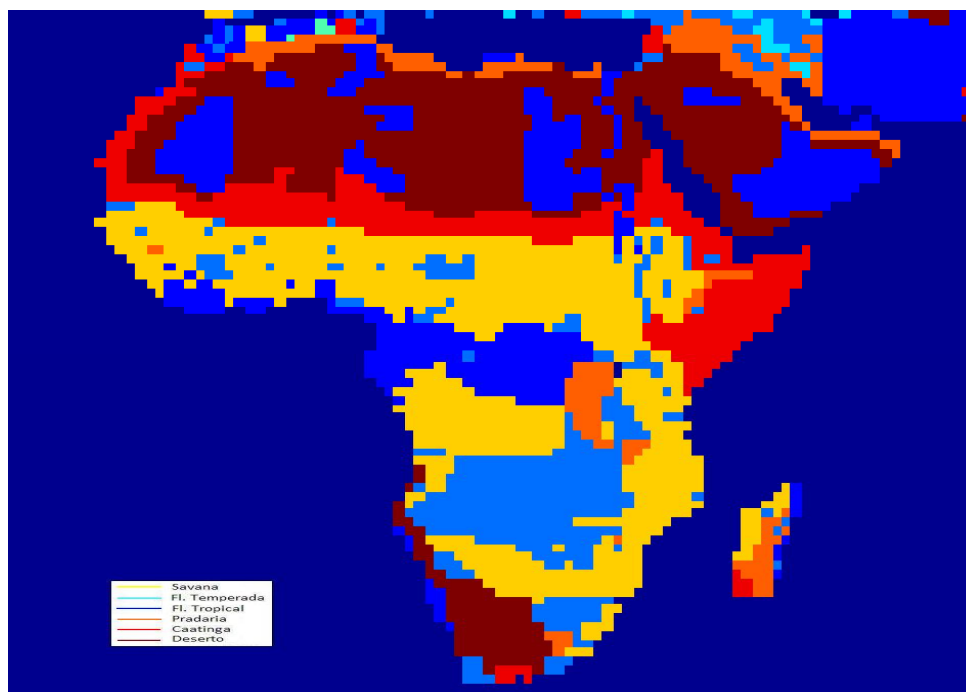 Savana
Fl. Temperada
Fl. Tropical
Pradaria
Caatinga
Deserto